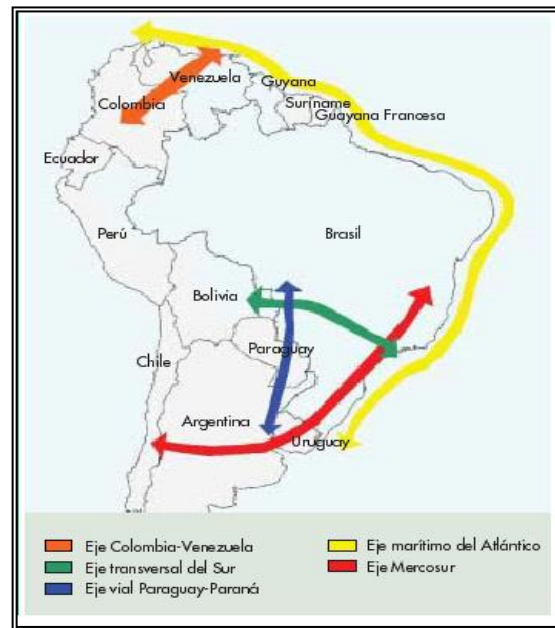 Venezuela
Guyana
Colombia
Suriname
Guayana Francesa
Ecuador
Perú
Brasil
Bolivia
Paraguay
Chile
Argentina
Uruguay
Eje Colombia-Venezuela
Eje transversal del Sur
Eje vial Paraguay-Paraná
Eje marítimo del Atlántico
Eje Mercosur